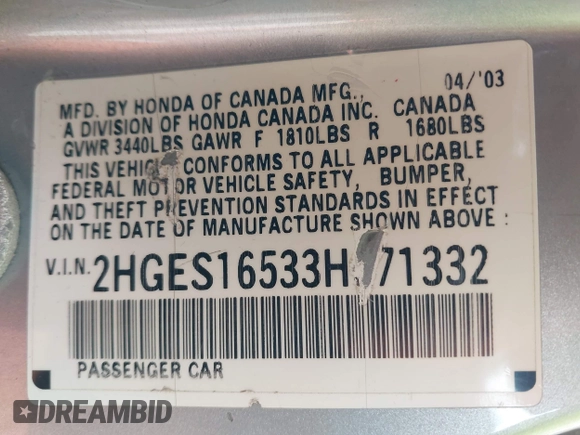 04/'03
MFD. BY HONDA OF CANADA MFG.,
A DIVISION OF HONDA CANADA INC. CANADA
GVWR 3440LBS GAWR F 1810LBS R 1680LBS
THIS VEHICLE CONFORMS TO ALL APPLICABLE
FEDERAL MOTOR VEHICLE SAFETY, BUMPER,
AND THEFT PREVENTION STANDARDS IN EFFECT
ON THE DATE OF MANUFACTURE SHOWN ABOVE :
V.I.N. 2HGES16533H 71332
PASSENGER CAR
DREAMBID